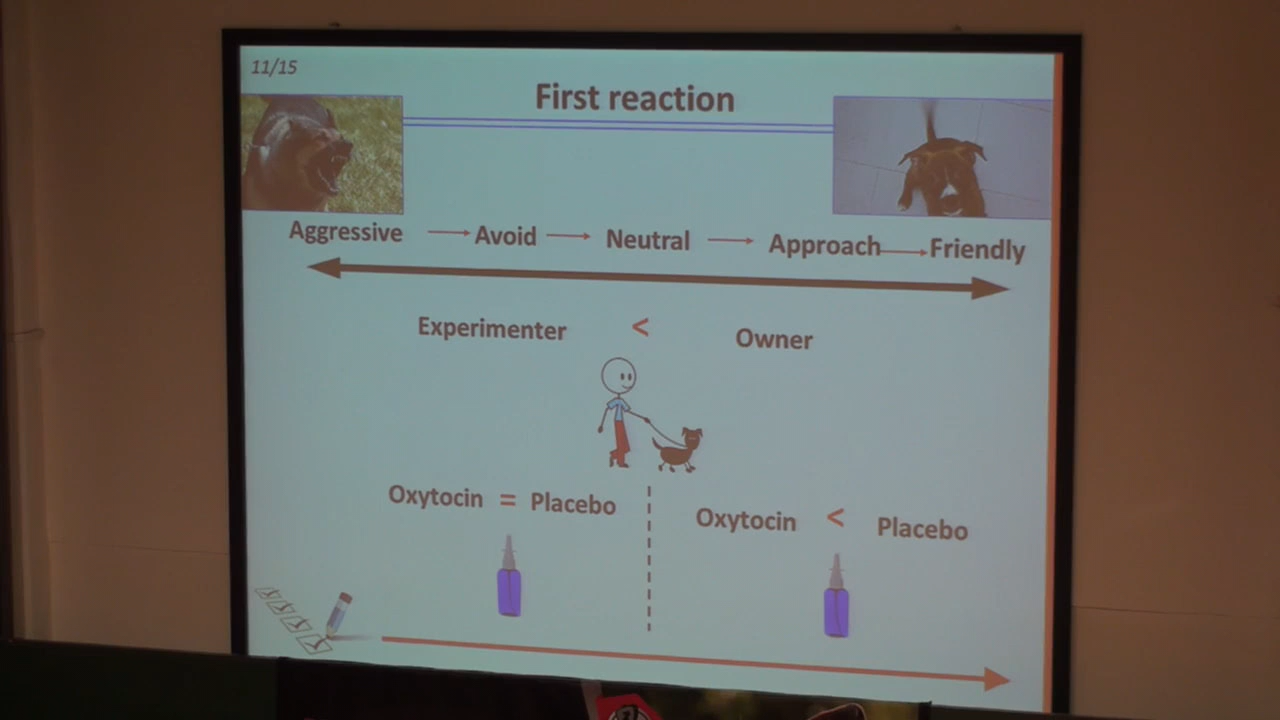 11/15
First reaction
Aggressive → Avoid → Neutral → Approach → Friendly
Experimenter < Owner
Oxytocin = Placebo
Oxytocin < Placebo